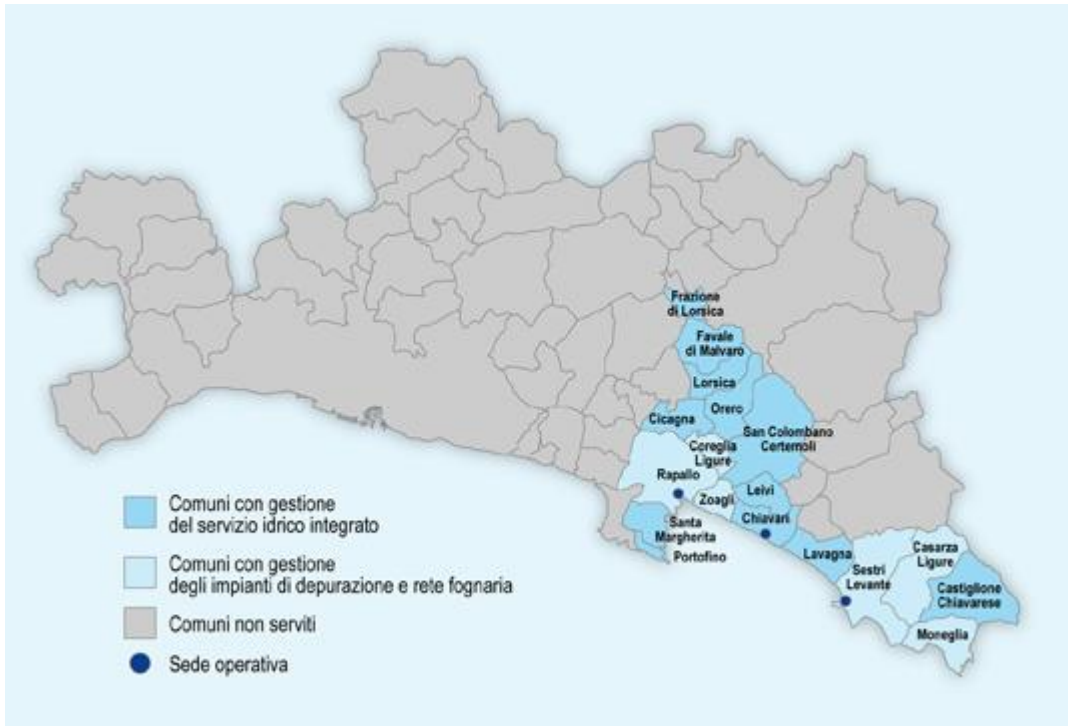 Frazione
di Lorsica
Favale
di Malvaro
Lorsica
Orero
Cicagna
San Colombano
Certemoli
Coreglia
Ligure
Rapallo
Leivi
Zoagli
Chiavari
Santa
Margherita
Portofino
Lavagna
Casarza
Ligure
Sestri
Levante
Castiglione
Chiavarese
Moneglia
Comuni con gestione
del servizio idrico integrato
Comuni con gestione
degli impianti di depurazione e rete fognaria
Comuni non serviti
Sede operativa